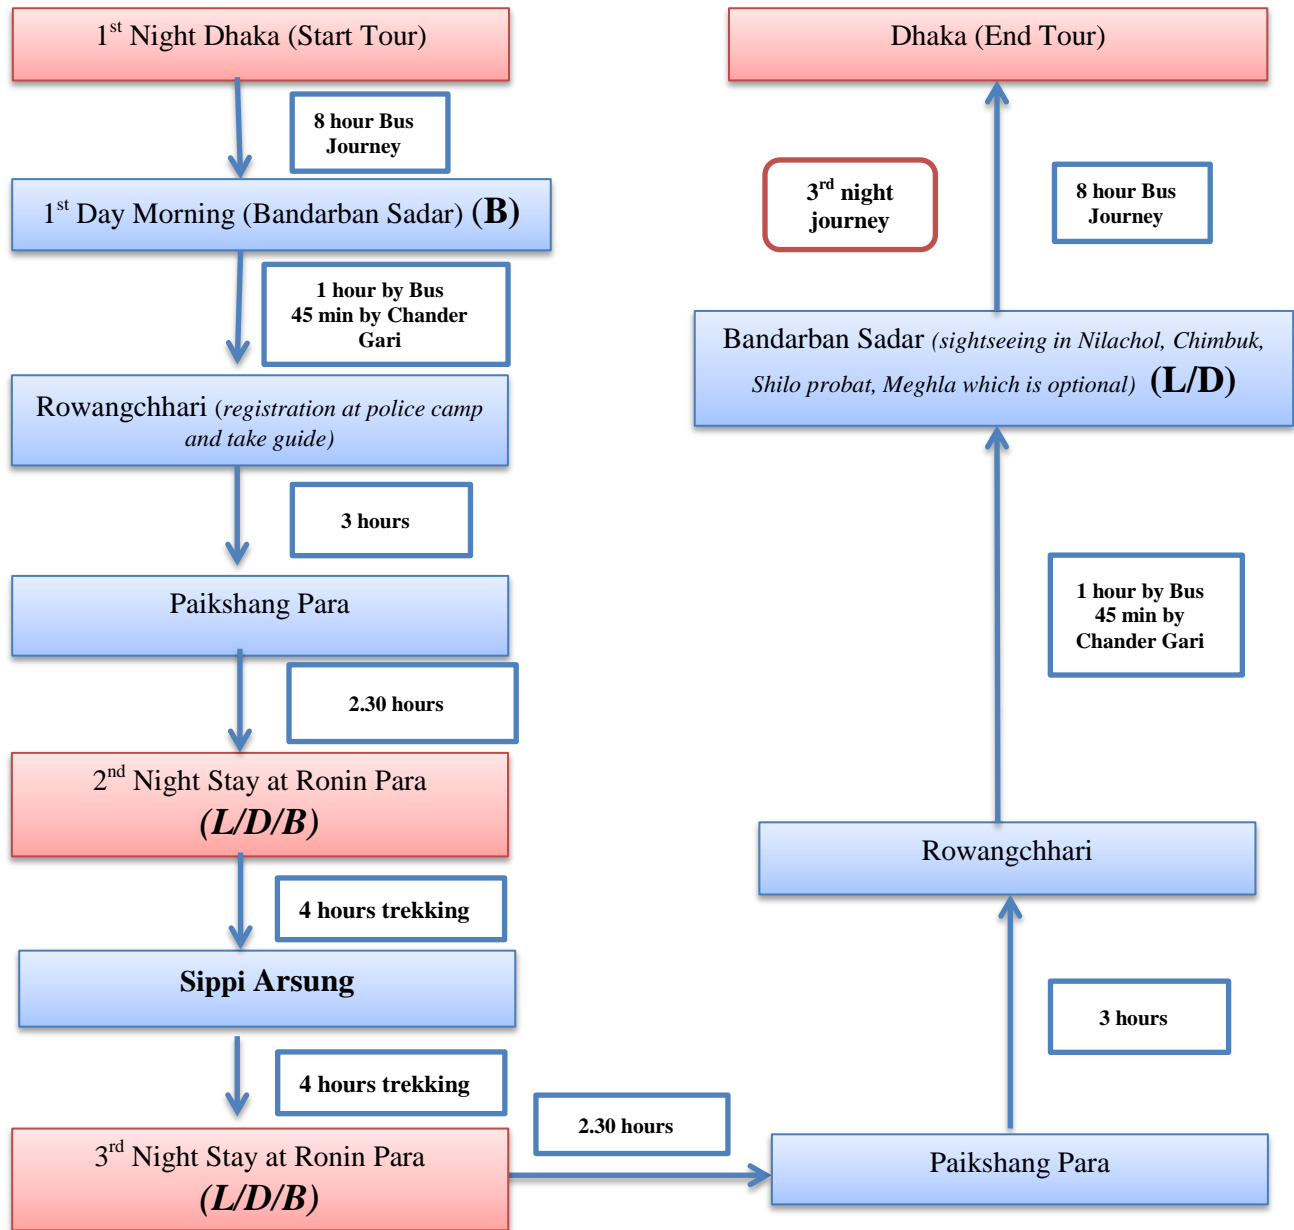 1st Night Dhaka (Start Tour)
8 hour Bus
Journey
1st Day Morning (Bandarban Sadar) (B)
1 hour by Bus
45 min by Chander
Gari
Rowangchhari (registration at police camp
and take guide)
3 hours
Paikshang Para
2.30 hours
2nd Night Stay at Ronin Para
(L/D/B)
4 hours trekking
Sippi Arsung
4 hours trekking
3rd Night Stay at Ronin Para
(L/D/B)
2.30 hours
Paikshang Para
3 hours
Rowangchhari
1 hour by Bus
45 min by
Chander Gari
Bandarban Sadar (sightseeing in Nilachol, Chimbuk,
Shilo probat, Meghla which is optional) (L/D)
3rd night
journey
8 hour Bus
Journey
Dhaka (End Tour)